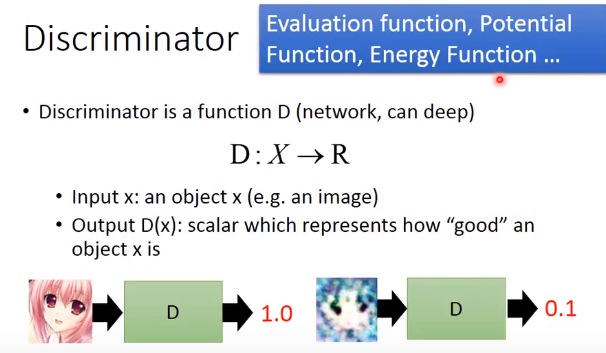 Discriminator
Evaluation function, Potential
Function, Energy Function ...
• Discriminator is a function D (network, can deep)
D : X → R
• Input x: an object x (e.g. an image)
• Output D(x): scalar which represents how “good” an
object x is
D
1.0
D
0.1